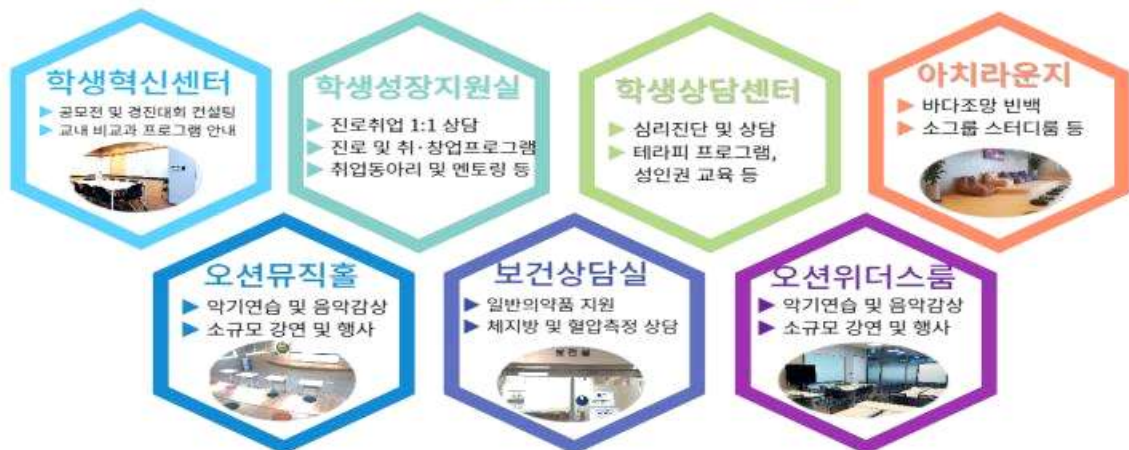 학생혁신센터
▶ 공모전 및 경진대회 컨설팅
▶ 교내 비교과 프로그램 안내
학생성장지원실
▶ 진로취업 1:1 상담
▶ 진로 및 취·창업프로그램
▶ 취업동아리 및 멘토링 등
학생상담센터
▶ 심리진단 및 상담
▶ 테라피 프로그램,
성인권 교육 등
아치라운지
▶ 바다조망 빈백
▶ 소그룹 스터디룸 등
오션뮤직홀
▶ 악기연습 및 음악감상
▶ 소규모 강연 및 행사
보건상담실
▶ 일반의약품 지원
▶ 체지방 및 혈압측정 상담
보건실
오션위더스룸
▶ 악기연습 및 음악감상
▶ 소규모 강연 및 행사